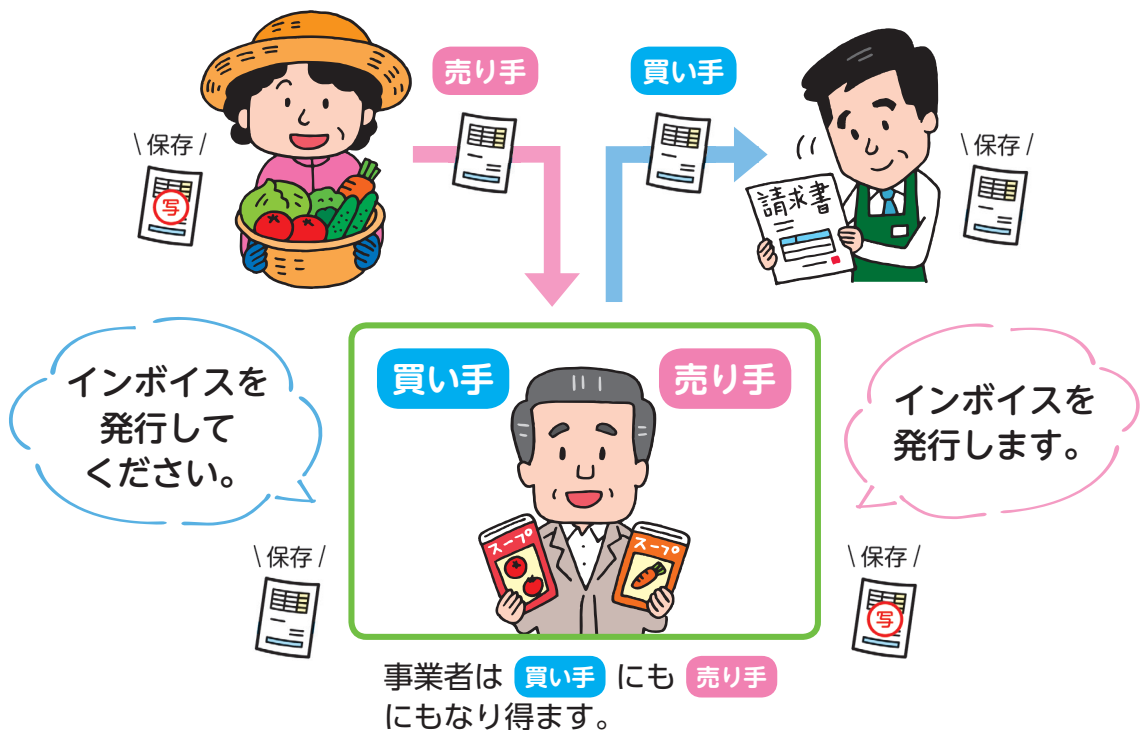 売り手
買い手
\ 保存 /
写
\ 保存 /
請求書
インボイスを
発行して
ください。
買い手
売り手
インボイスを
発行します。
スープ
スープ
\ 保存 /
\ 保存 /
写
事業者は 買い手 にも 売り手
にもなり得ます。